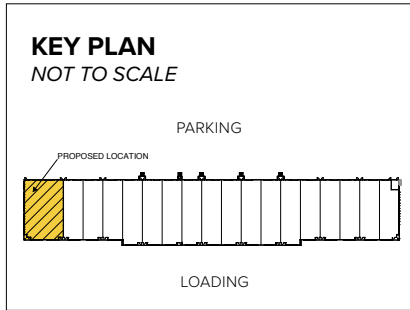 KEY PLAN
NOT TO SCALE
PARKING
PROPOSED LOCATION
LOADING